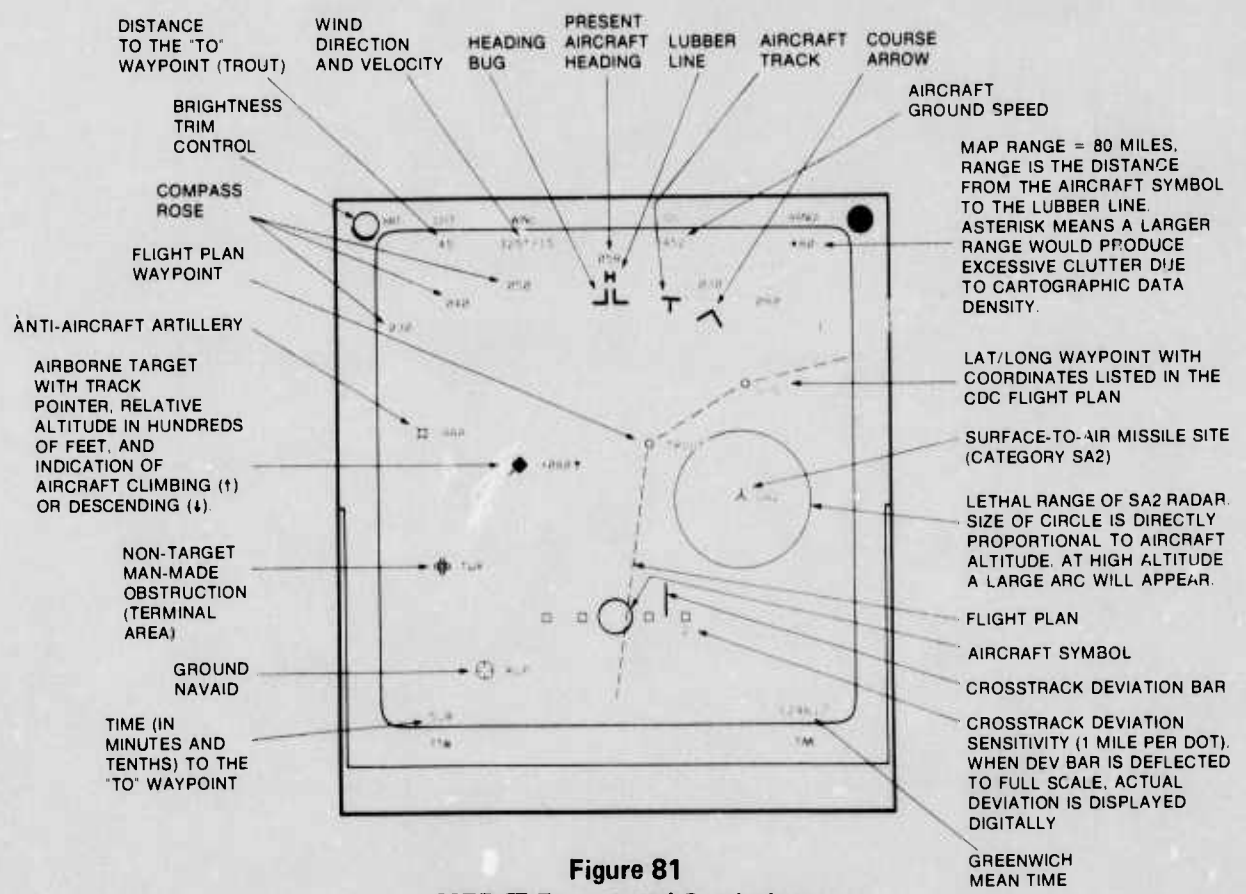 DISTANCE
TO THE "TO"
WAYPOINT (TROUT)
WIND
DIRECTION
AND VELOCITY
HEADING
BUG
PRESENT
AIRCRAFT
HEADING
LUBBER
LINE
AIRCRAFT
TRACK
COURSE
ARROW
AIRCRAFT
GROUND SPEED
BRIGHTNESS
TRIM
CONTROL
COMPASS
ROSE
FLIGHT PLAN
WAYPOINT
ANTI-AIRCRAFT ARTILLERY
AIRBORNE TARGET
WITH TRACK
POINTER, RELATIVE
ALTITUDE IN HUNDREDS
OF FEET, AND
INDICATION OF
AIRCRAFT CLIMBING (↑)
OR DESCENDING (↓).
NON-TARGET
MAN-MADE
OBSTRUCTION
(TERMINAL
AREA)
GROUND
NAVAID
TIME (IN
MINUTES AND
TENTHS) TO THE
"TO" WAYPOINT
MAP RANGE = 80 MILES,
RANGE IS THE DISTANCE
FROM THE AIRCRAFT SYMBOL
TO THE LUBBER LINE.
ASTERISK MEANS A LARGER
RANGE WOULD PRODUCE
EXCESSIVE CLUTTER DUE
TO CARTOGRAPHIC DATA
DENSITY.
LAT/LONG WAYPOINT WITH
COORDINATES LISTED IN THE
CDC FLIGHT PLAN
SURFACE-TO-AIR MISSILE SITE
(CATEGORY SA2)
LETHAL RANGE OF SA2 RADAR.
SIZE OF CIRCLE IS DIRECTLY
PROPORTIONAL TO AIRCRAFT
ALTITUDE. AT HIGH ALTITUDE
A LARGE ARC WILL APPEAR.
FLIGHT PLAN
AIRCRAFT SYMBOL
CROSSTRACK DEVIATION BAR
CROSSTRACK DEVIATION
SENSITIVITY (1 MILE PER DOT).
WHEN DEV BAR IS DEFLECTED
TO FULL SCALE, ACTUAL
DEVIATION IS DISPLAYED
DIGITALLY
GREENWICH
MEAN TIME
050
040
TROUT
TWR
Figure 81